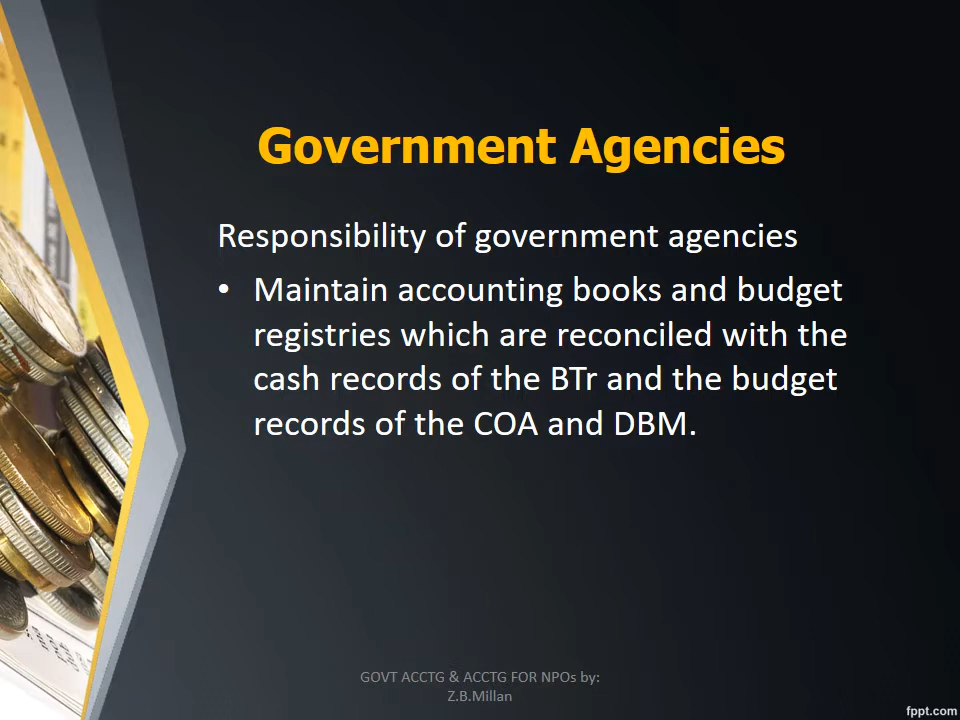 Government Agencies
Responsibility of government agencies
• Maintain accounting books and budget
registries which are reconciled with the
cash records of the BTr and the budget
records of the COA and DBM.
GOVT ACCTG & ACCTG FOR NPOs by:
Z.B.Millan
fppt.com